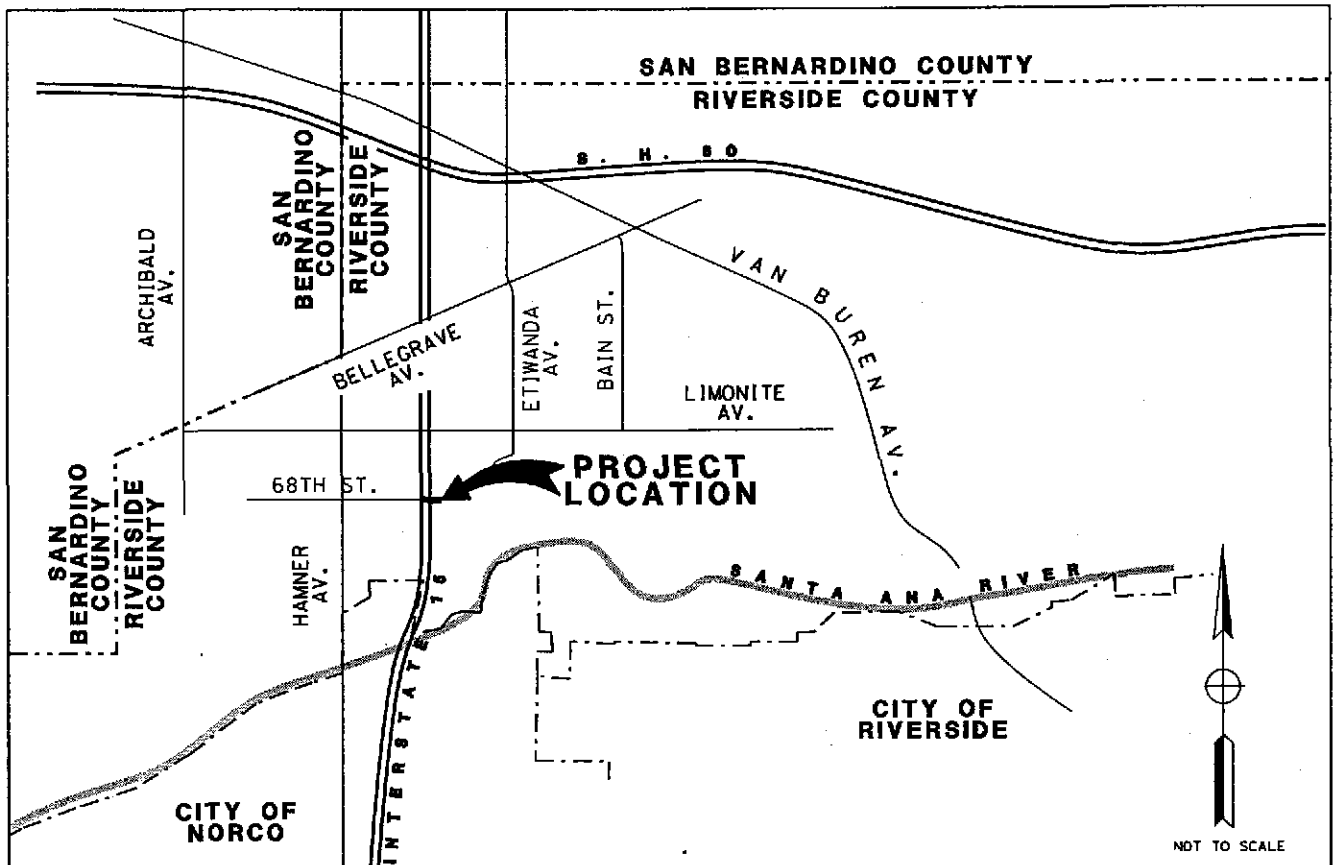 SAN BERNARDINO COUNTY
RIVERSIDE COUNTY
S. H. 60
SAN
BERNARDINO
COUNTY
RIVERSIDE
COUNTY
ARCHIBALD
AV.
VAN BUREN AV.
BELLEGRAVE
AV.
ETIWANDA
AV.
BAIN ST.
LIMONITE
AV.
PROJECT
LOCATION
68TH ST.
SAN
BERNARDINO
COUNTY
RIVERSIDE
COUNTY
HAMNER
AV.
SANTA ANA RIVER
INTERSTATE 15
CITY OF
RIVERSIDE
CITY OF
NORCO
NOT TO SCALE